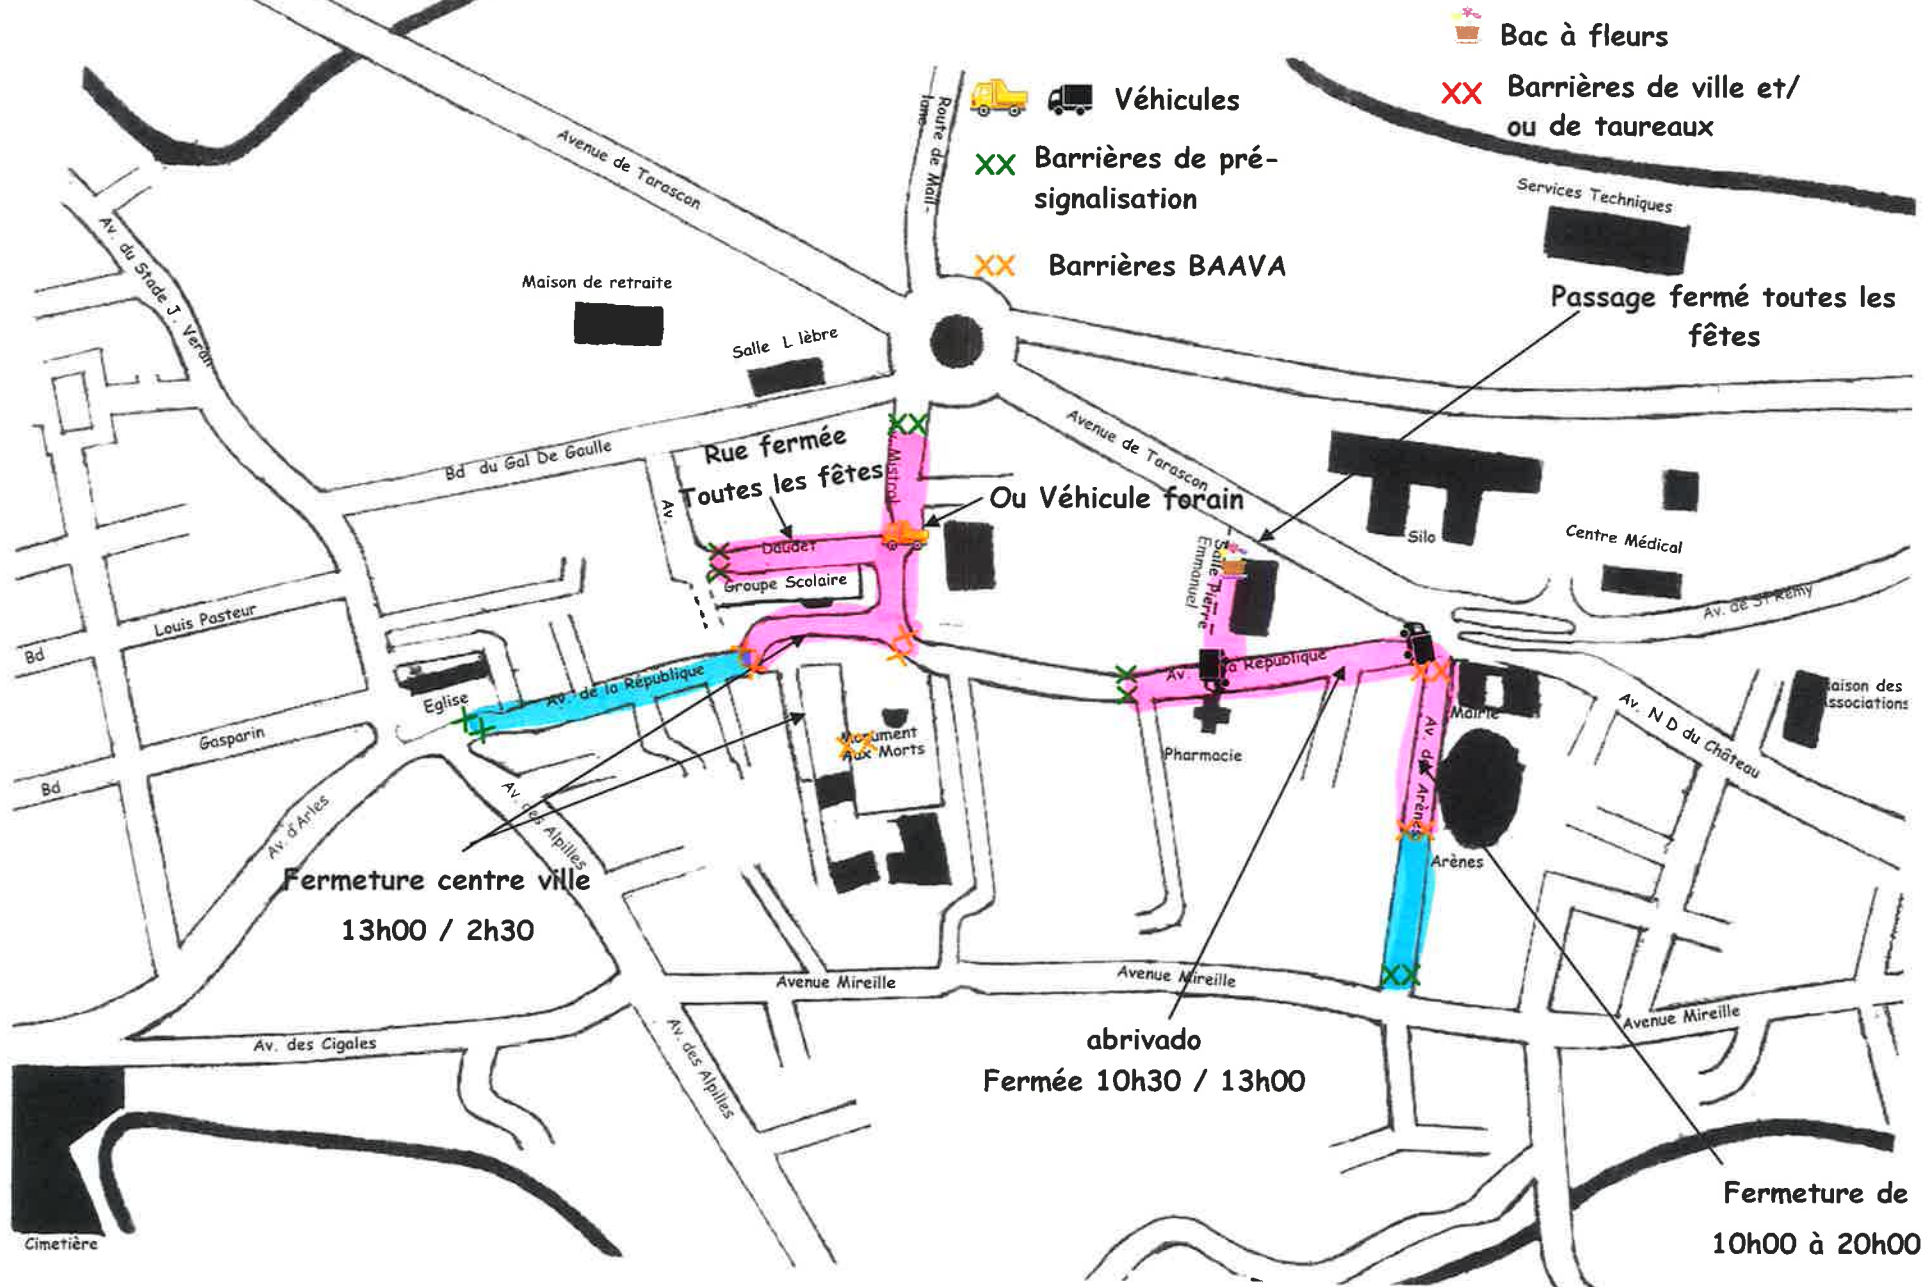 Bac à fleurs
Véhicules
Barrières de ville et/
ou de taureaux
Barrières de pré-
signalisation
Barrières BAAVA
Route de Mail-
lane
Avenue de Tarascon
Services Techniques
Av. du Stade J. Veran
Maison de retraite
Passage fermé toutes les
fêtes
Salle L lèbre
Avenue de Tarascon
Rue fermée
Toutes les fêtes
Mistral
Bd du Gal De Gaulle
Av.
Ou Véhicule forain
Silo
Centre Médical
Daudet
Groupe Scolaire
Salle Pierre
Emmanuel
Av. de St Rémy
Louis Pasteur
Bd
Av. de la République
Av. la République
Eglise
Maison des
Associations
Mairie
Av. N D du Château
Gasparin
Bd
Monument
Aux Morts
Pharmacie
Av. des Arènes
Av. d'Arles
Av. des Alpilles
Arènes
Fermeture centre ville
13h00 / 2h30
Avenue Mireille
Avenue Mireille
Avenue Mireille
Av. des Cigales
Av. des Alpilles
abrivado
Fermée 10h30 / 13h00
Fermeture de
10h00 à 20h00
Cimetière